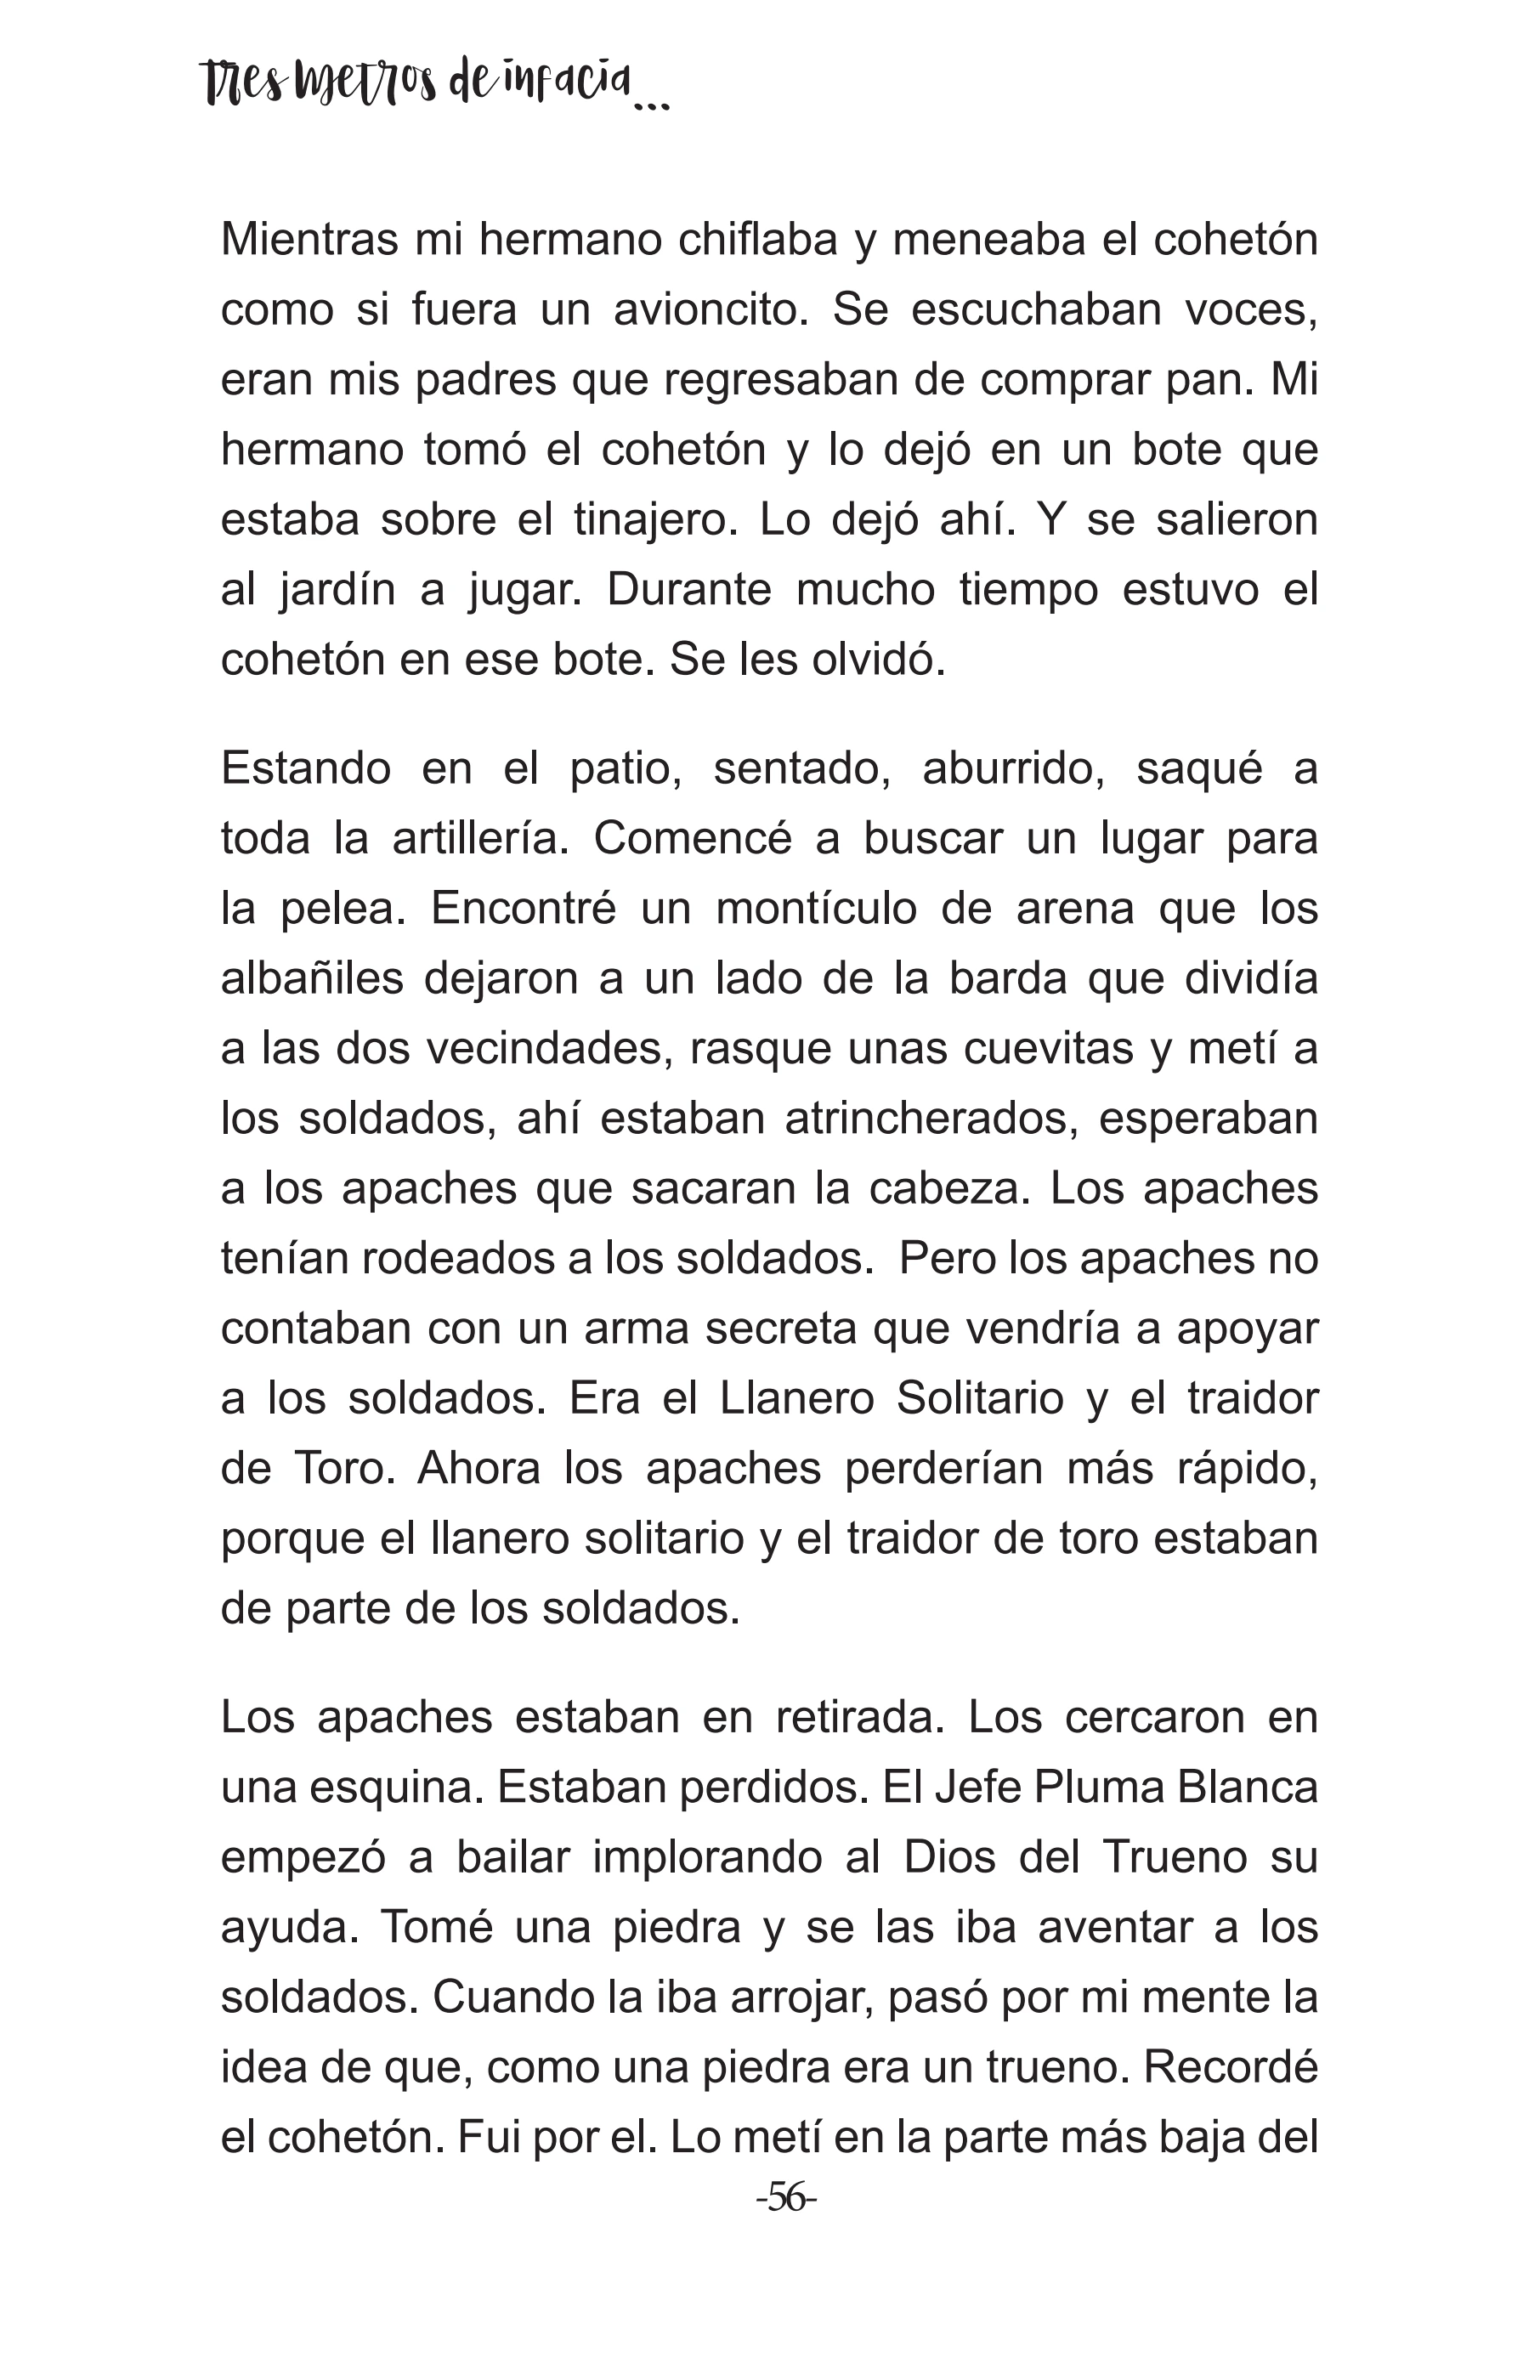 Tres metros de infacia...
Mientras mi hermano chiflaba y meneaba el cohetón
como si fuera un avioncito. Se escuchaban voces,
eran mis padres que regresaban de comprar pan. Mi
hermano tomó el cohetón y lo dejó en un bote que
estaba sobre el tinajero. Lo dejó ahí. Y se salieron
al jardín a jugar. Durante mucho tiempo estuvo el
cohetón en ese bote. Se les olvidó.
Estando en el patio, sentado, aburrido, saqué a
toda la artillería. Comencé a buscar un lugar para
la pelea. Encontré un montículo de arena que los
albañiles dejaron a un lado de la barda que dividía
a las dos vecindades, rasque unas cuevitas y metí a
los soldados, ahí estaban atrincherados, esperaban
a los apaches que sacaran la cabeza. Los apaches
tenían rodeados a los soldados.  Pero los apaches no
contaban con un arma secreta que vendría a apoyar
a los soldados. Era el Llanero Solitario y el traidor
de Toro. Ahora los apaches perderían más rápido,
porque el llanero solitario y el traidor de toro estaban
de parte de los soldados.
Los apaches estaban en retirada. Los cercaron en
una esquina. Estaban perdidos. El Jefe Pluma Blanca
empezó a bailar implorando al Dios del Trueno su
ayuda. Tomé una piedra y se las iba aventar a los
soldados. Cuando la iba arrojar, pasó por mi mente la
idea de que, como una piedra era un trueno. Recordé
el cohetón. Fui por el. Lo metí en la parte más baja del
-56-